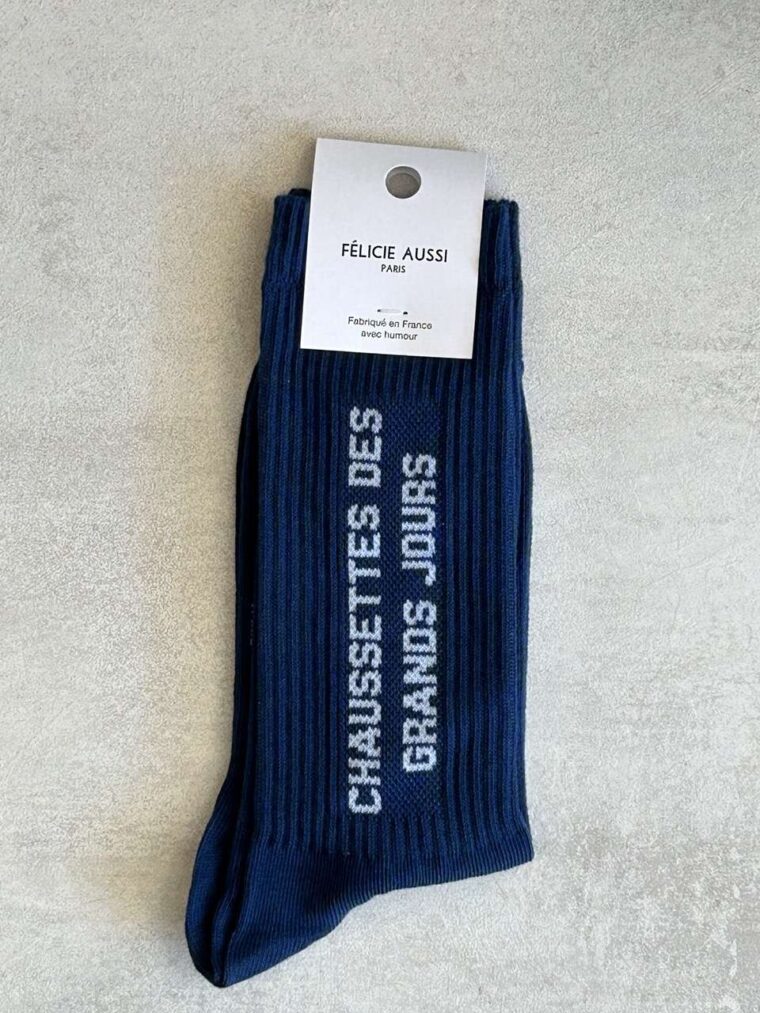 FÉLICIE AUSSI
PARIS
Fabriqué en France
avec humour
CHAUSSETTES DES
GRANDS JOURS